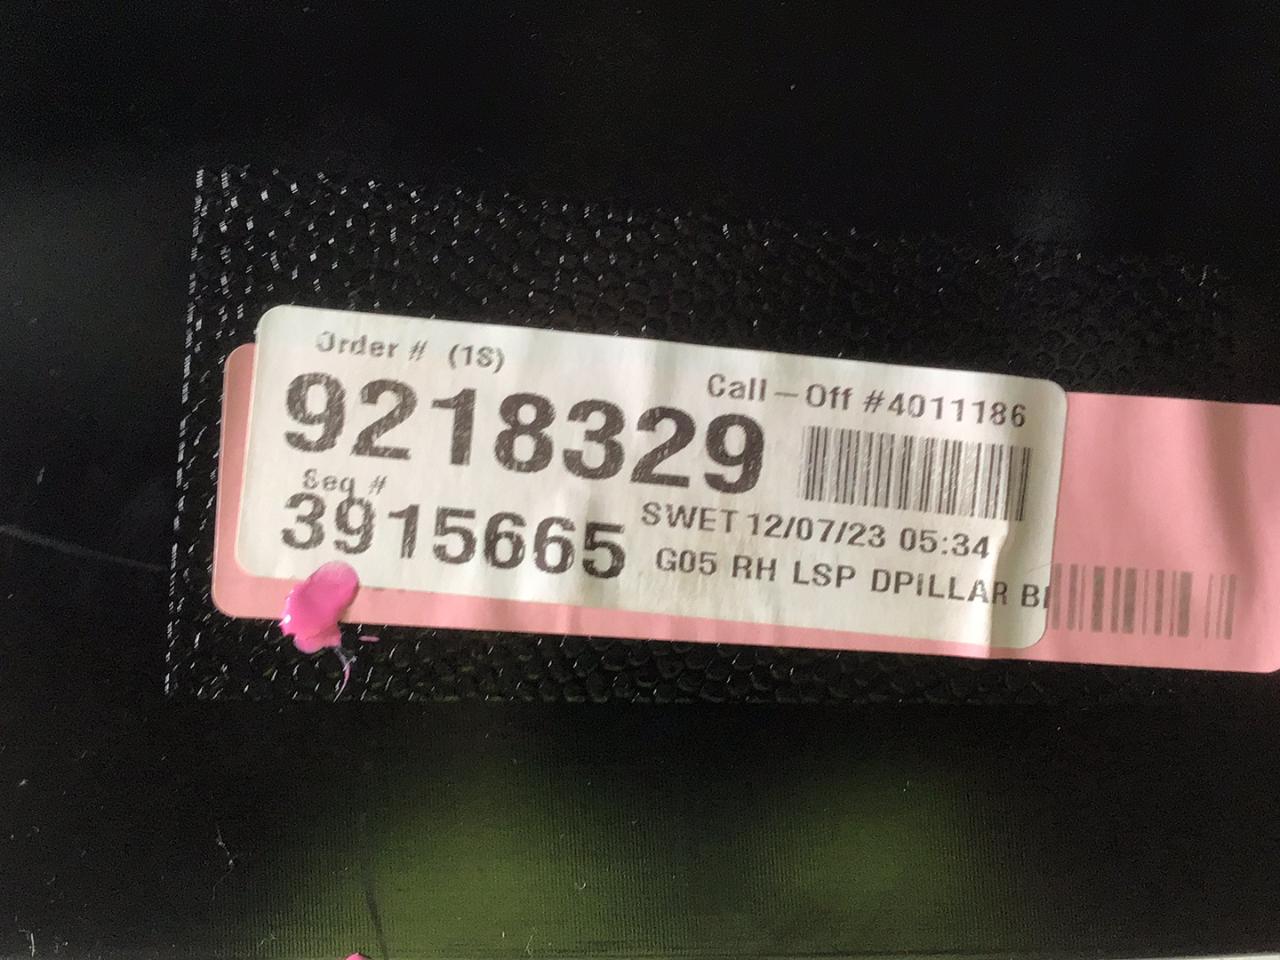 Order # (1S)
Call-Off #4011186
9218329
Seq #
3915665
SWET 12/07/23 05:34
G05 RH LSP DPILLAR